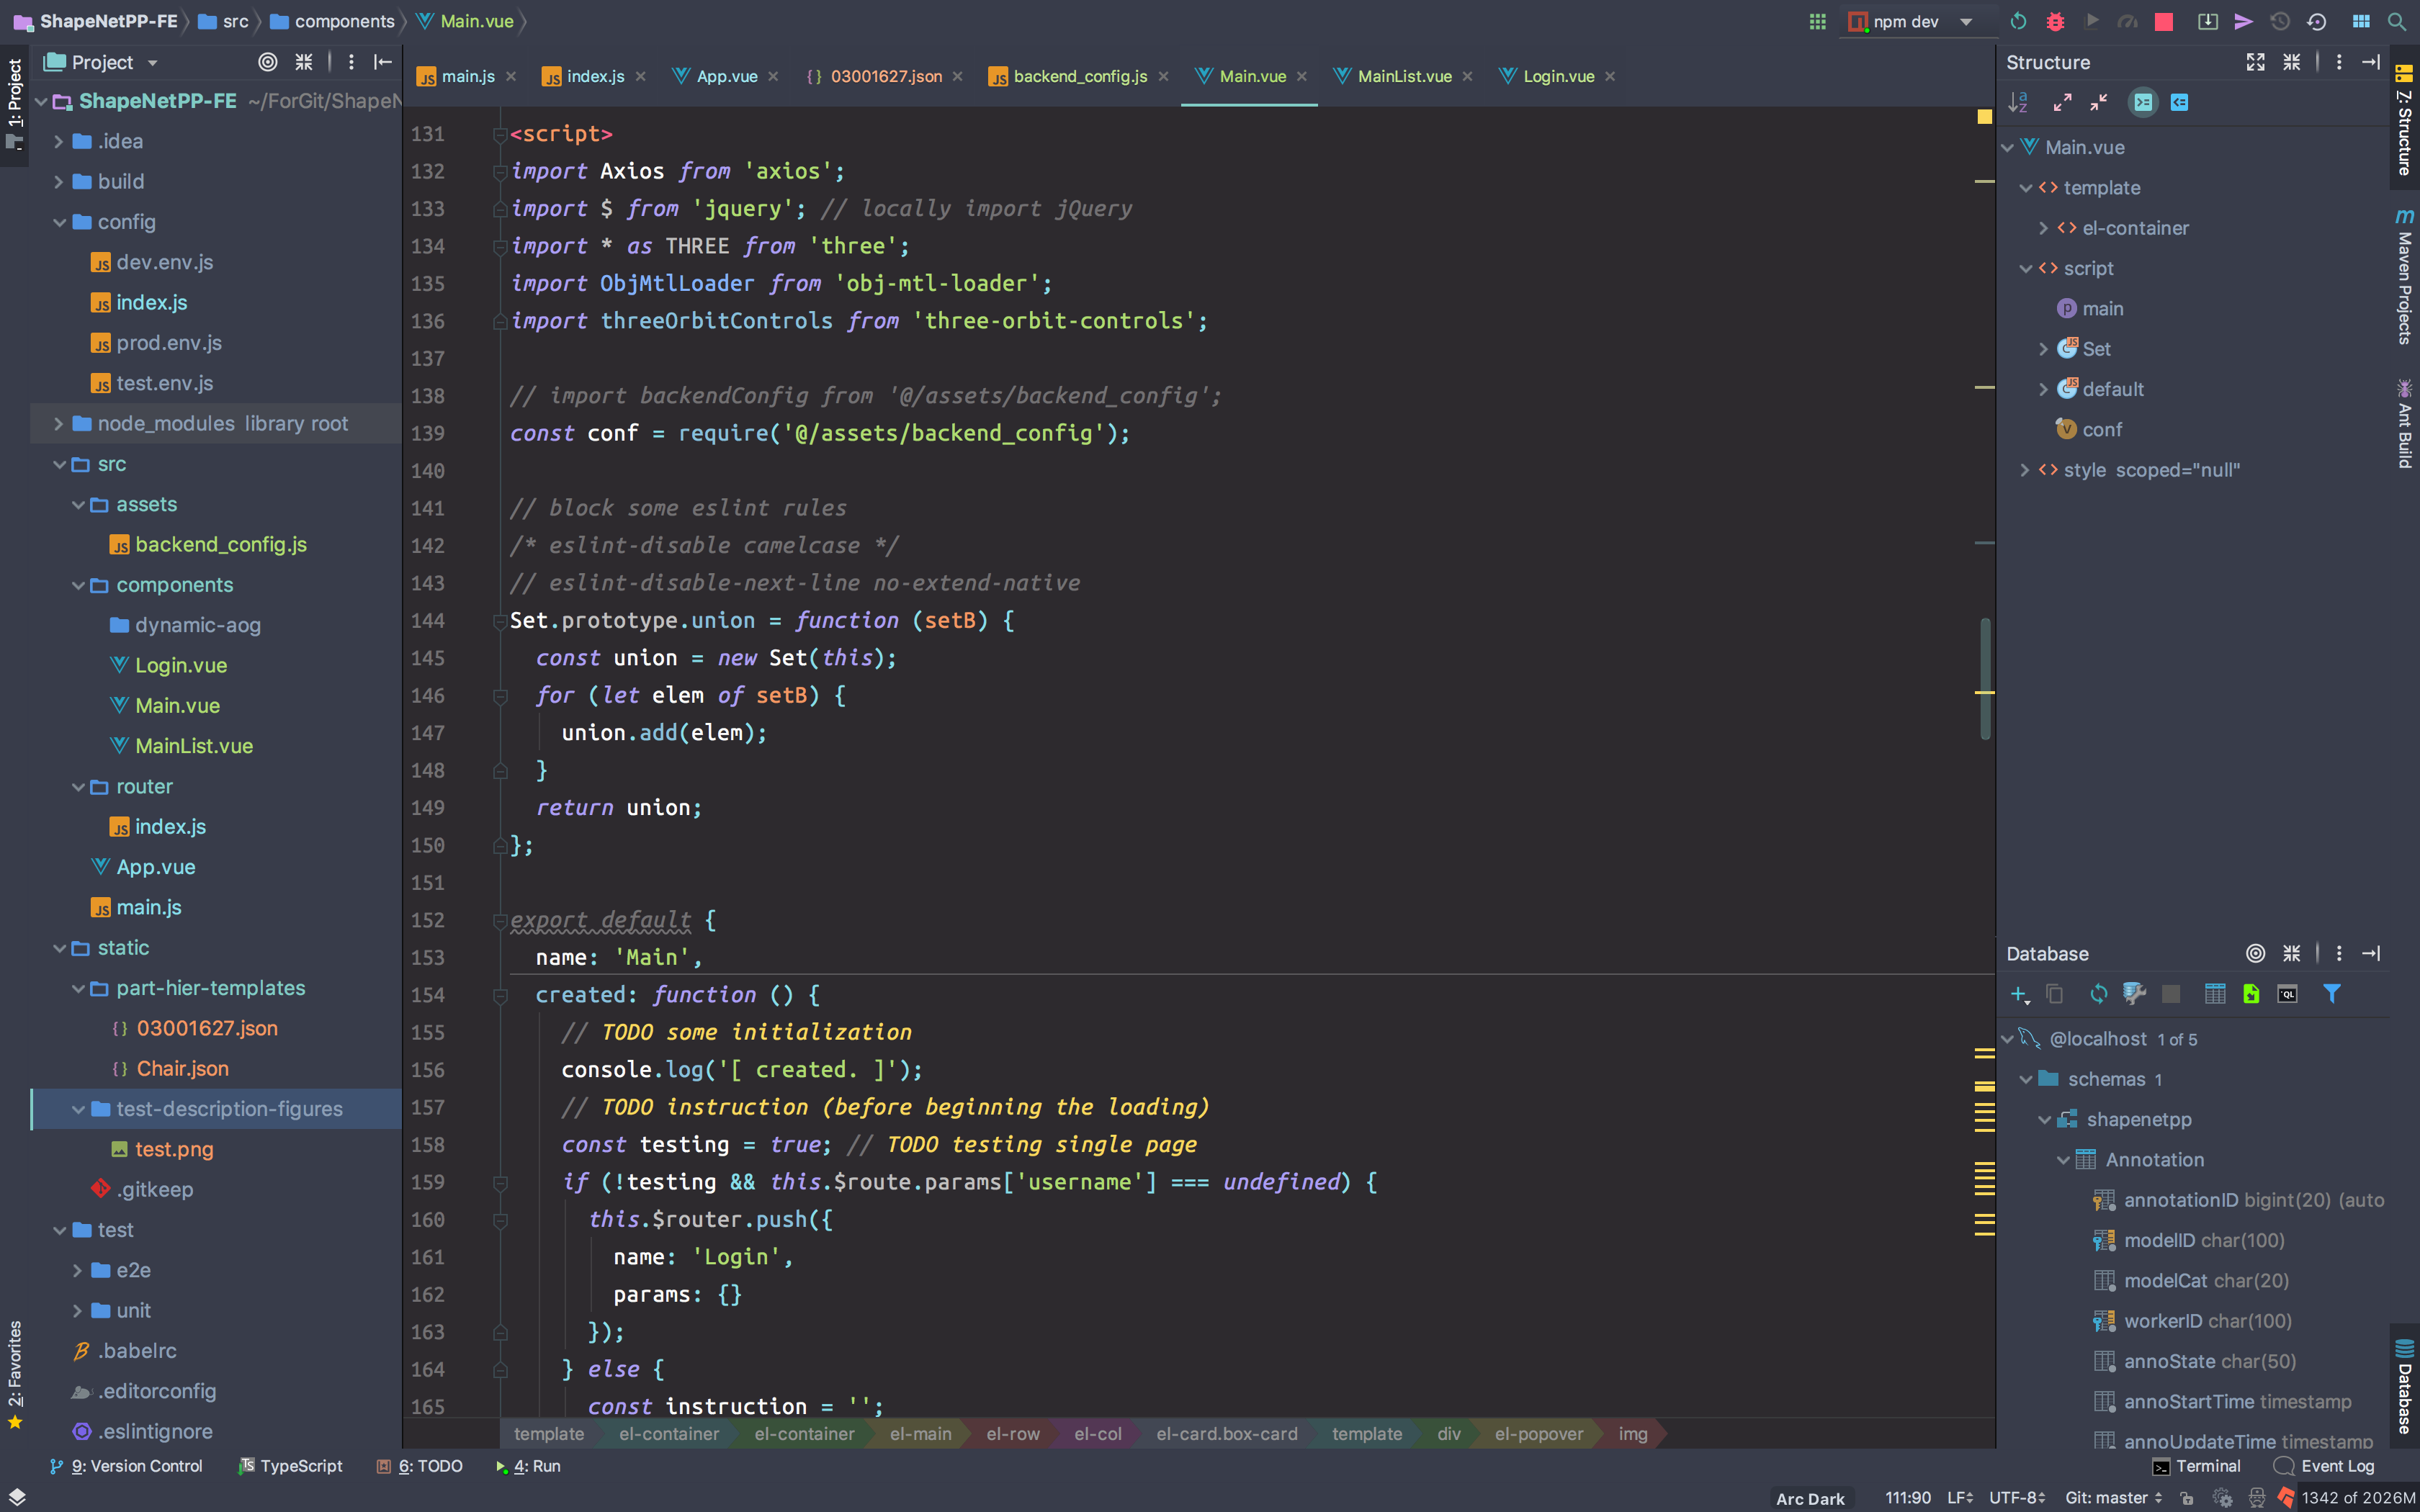 ShapeNetPP-FE src components Main.vue
npm dev
1: Project
2: Favorites
Project
ShapeNetPP-FE ~/ForGit/ShapeN
.idea
build
config
dev.env.js
index.js
prod.env.js
test.env.js
node_modules library root
src
assets
backend_config.js
components
dynamic-aog
Login.vue
Main.vue
MainList.vue
router
index.js
App.vue
main.js
static
part-hier-templates
03001627.json
Chair.json
test-description-figures
test.png
.gitkeep
test
e2e
unit
.babelrc
.editorconfig
.eslintignore
main.js index.js App.vue 03001627.json backend_config.js Main.vue MainList.vue Login.vue
131 <script>
132 import Axios from 'axios';
133 import $ from 'jquery'; // locally import jQuery
134 import * as THREE from 'three';
135 import ObjMtlLoader from 'obj-mtl-loader';
136 import threeOrbitControls from 'three-orbit-controls';
137
138 // import backendConfig from '@/assets/backend_config';
139 const conf = require('@/assets/backend_config');
140
141 // block some eslint rules
142 /* eslint-disable camelcase */
143 // eslint-disable-next-line no-extend-native
144 Set.prototype.union = function (setB) {
145 const union = new Set(this);
146 for (let elem of setB) {
147 union.add(elem);
148 }
149 return union;
150 };
151
152 export default {
153 name: 'Main',
154 created: function () {
155 // TODO some initialization
156 console.log('[ created. ]');
157 // TODO instruction (before beginning the loading)
158 const testing = true; // TODO testing single page
159 if (!testing && this.$route.params['username'] === undefined) {
160 this.$router.push({
161 name: 'Login',
162 params: {}
163 });
164 } else {
165 const instruction = '';
template el-container el-container el-main el-row el-col el-card.box-card template div el-popover img
Structure
Main.vue
template
el-container
script
main
Set
default
conf
style scoped="null"
Database
@localhost 1 of 5
schemas 1
shapenetpp
Annotation
annotationID bigint(20) (auto
modelID char(100)
modelCat char(20)
workerID char(100)
annoState char(50)
annoStartTime timestamp
annoUpdateTime timestamp
7: Structure
Maven Projects
Ant Build
Database
9: Version Control TypeScript 6: TODO 4: Run Terminal Event Log
Arc Dark 111:90 LF UTF-8 Git: master 1342 of 2026M